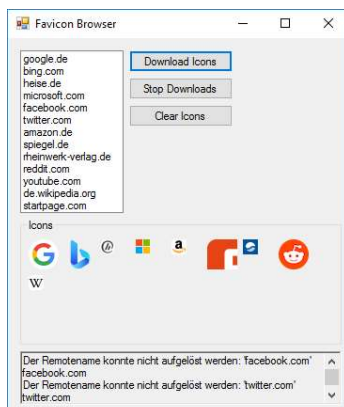 Favicon Browser
google.de
bing.com
heise.de
microsoft.com
facebook.com
twitter.com
amazon.de
spiegel.de
rheinwerk-verlag.de
reddit.com
youtube.com
de.wikipedia.org
startpage.com
Download Icons
Stop Downloads
Clear Icons
Icons
W
Der Remotename konnte nicht aufgelöst werden: 'facebook.com'
facebook.com
Der Remotename konnte nicht aufgelöst werden: 'twitter.com'
twitter.com